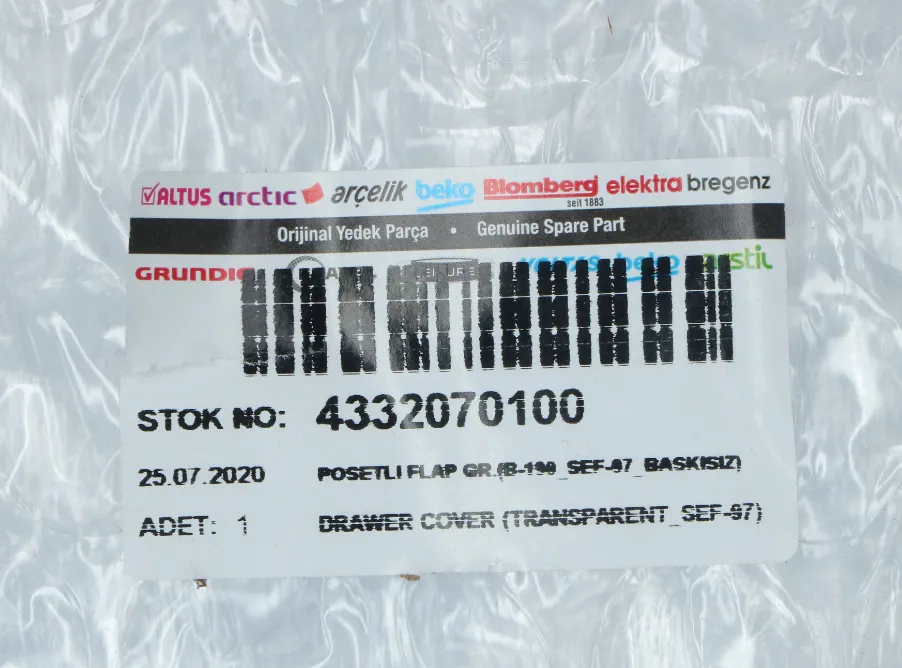 ALTUS arctic arçelik beko Blomberg elektra bregenz
seit 1883
Orijinal Yedek Parça • Genuine Spare Part
GRUNDIG VOLTAS beko
STOK NO: 4332070100
25.07.2020 POSETLI FLAP GR.(B-190_SEF-97_BASKISIZ)
ADET: 1 DRAWER COVER (TRANSPARENT_SEF-97)